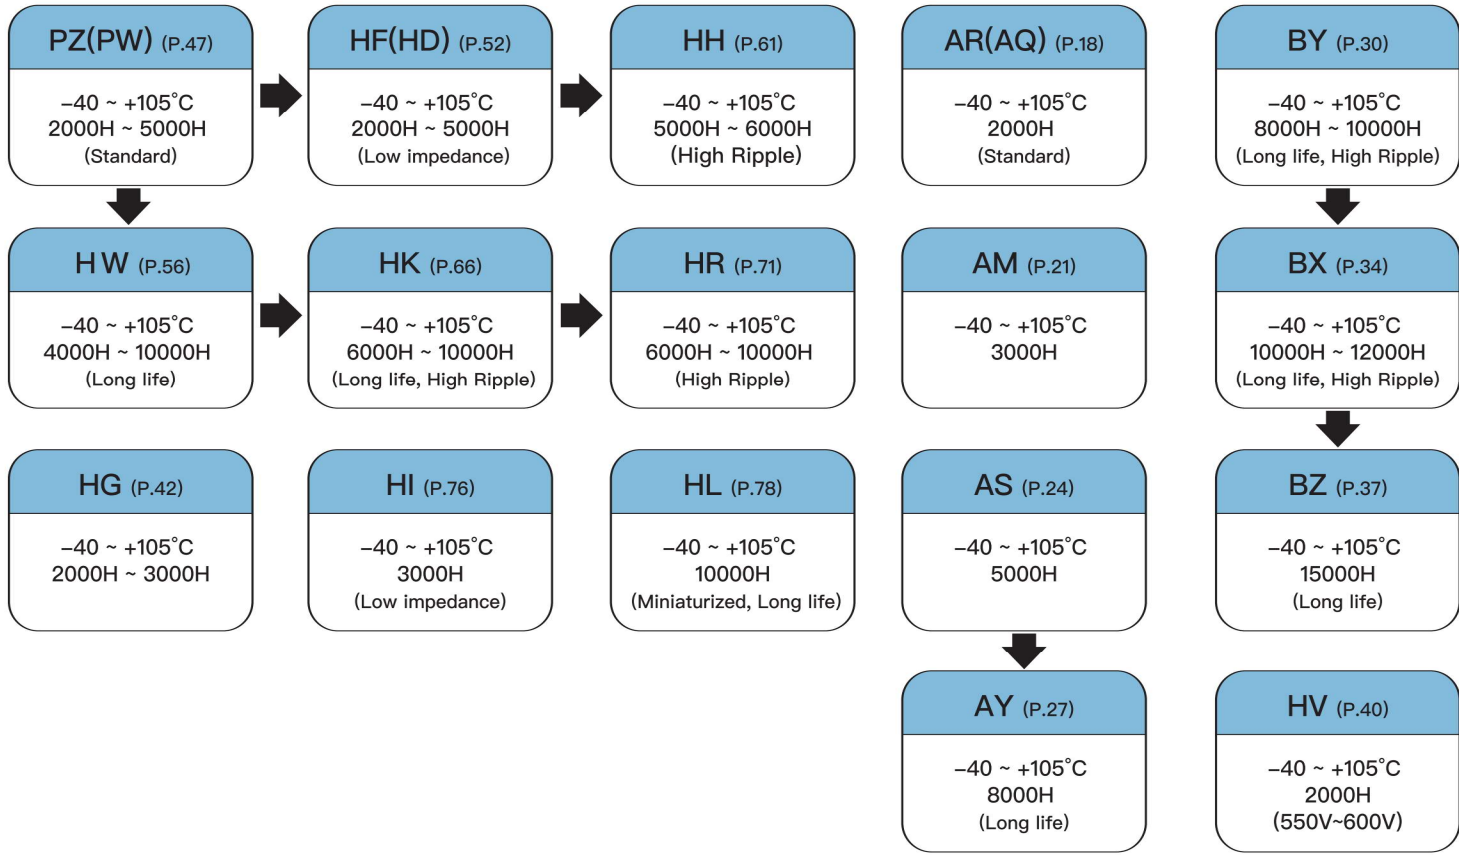 PZ(PW) (P.47)
–40 ~ +105°C
2000H ~ 5000H
(Standard)
HF(HD) (P.52)
–40 ~ +105°C
2000H ~ 5000H
(Low impedance)
HH (P.61)
–40 ~ +105°C
5000H ~ 6000H
(High Ripple)
AR(AQ) (P.18)
–40 ~ +105°C
2000H
(Standard)
BY (P.30)
–40 ~ +105°C
8000H ~ 10000H
(Long life, High Ripple)
HW (P.56)
–40 ~ +105°C
4000H ~ 10000H
(Long life)
HK (P.66)
–40 ~ +105°C
6000H ~ 10000H
(Long life, High Ripple)
HR (P.71)
–40 ~ +105°C
6000H ~ 10000H
(High Ripple)
AM (P.21)
–40 ~ +105°C
3000H
BX (P.34)
–40 ~ +105°C
10000H ~ 12000H
(Long life, High Ripple)
HG (P.42)
–40 ~ +105°C
2000H ~ 3000H
HI (P.76)
–40 ~ +105°C
3000H
(Low impedance)
HL (P.78)
–40 ~ +105°C
10000H
(Miniaturized, Long life)
AS (P.24)
–40 ~ +105°C
5000H
BZ (P.37)
–40 ~ +105°C
15000H
(Long life)
AY (P.27)
–40 ~ +105°C
8000H
(Long life)
HV (P.40)
–40 ~ +105°C
2000H
(550V~600V)